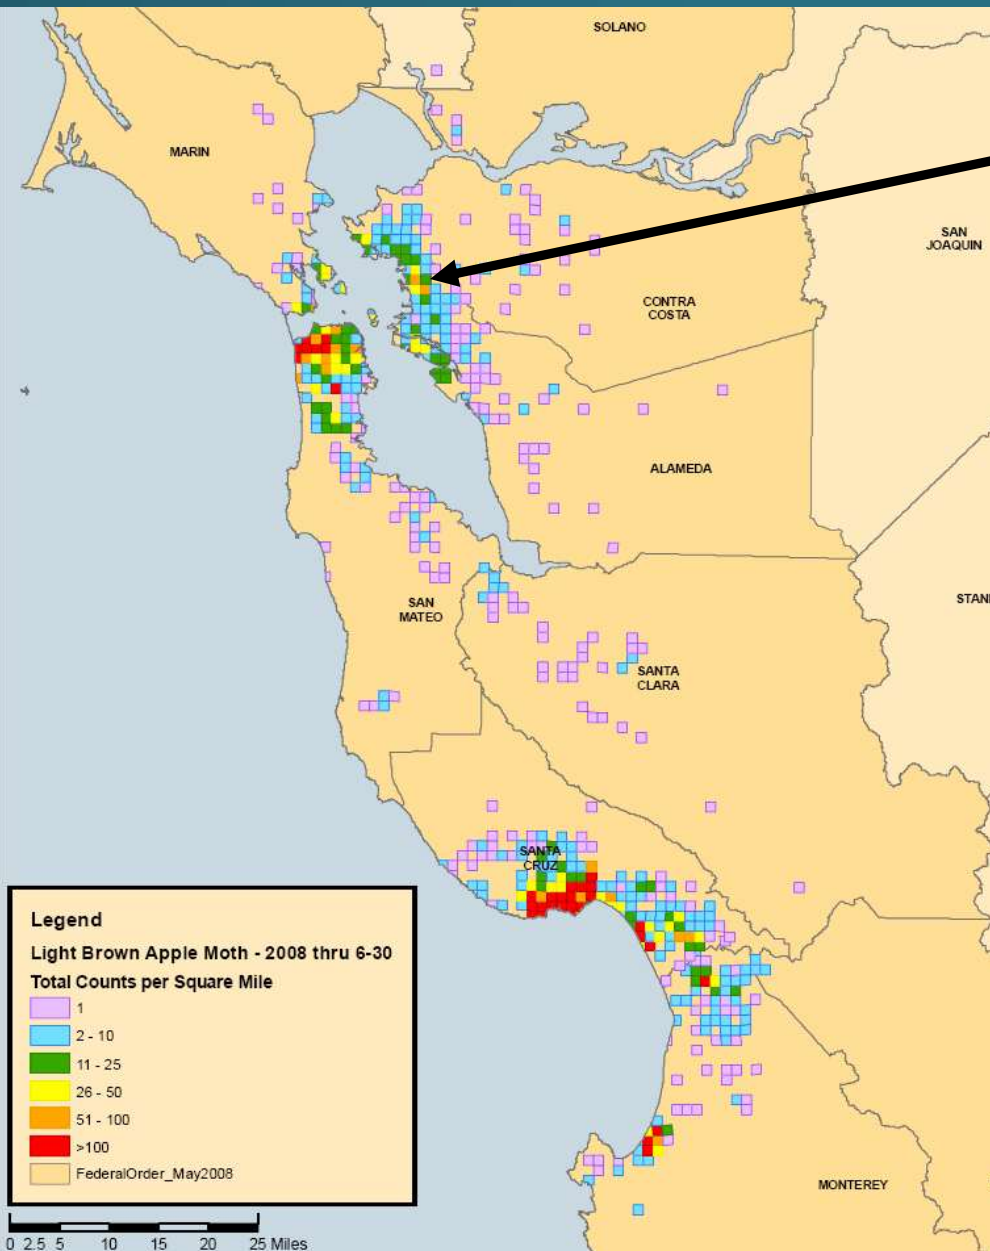 SOLANO
MARIN
SAN
JOAQUIN
CONTRA
COSTA
ALAMEDA
SAN
MATEO
STANI
SANTA
CLARA
SANTA
CRUZ
MONTEREY
Legend
Light Brown Apple Moth - 2008 thru 6-30
Total Counts per Square Mile
1
2 - 10
11 - 25
26 - 50
51 - 100
>100
FederalOrder_May2008
0 2.5 5 10 15 20 25 Miles